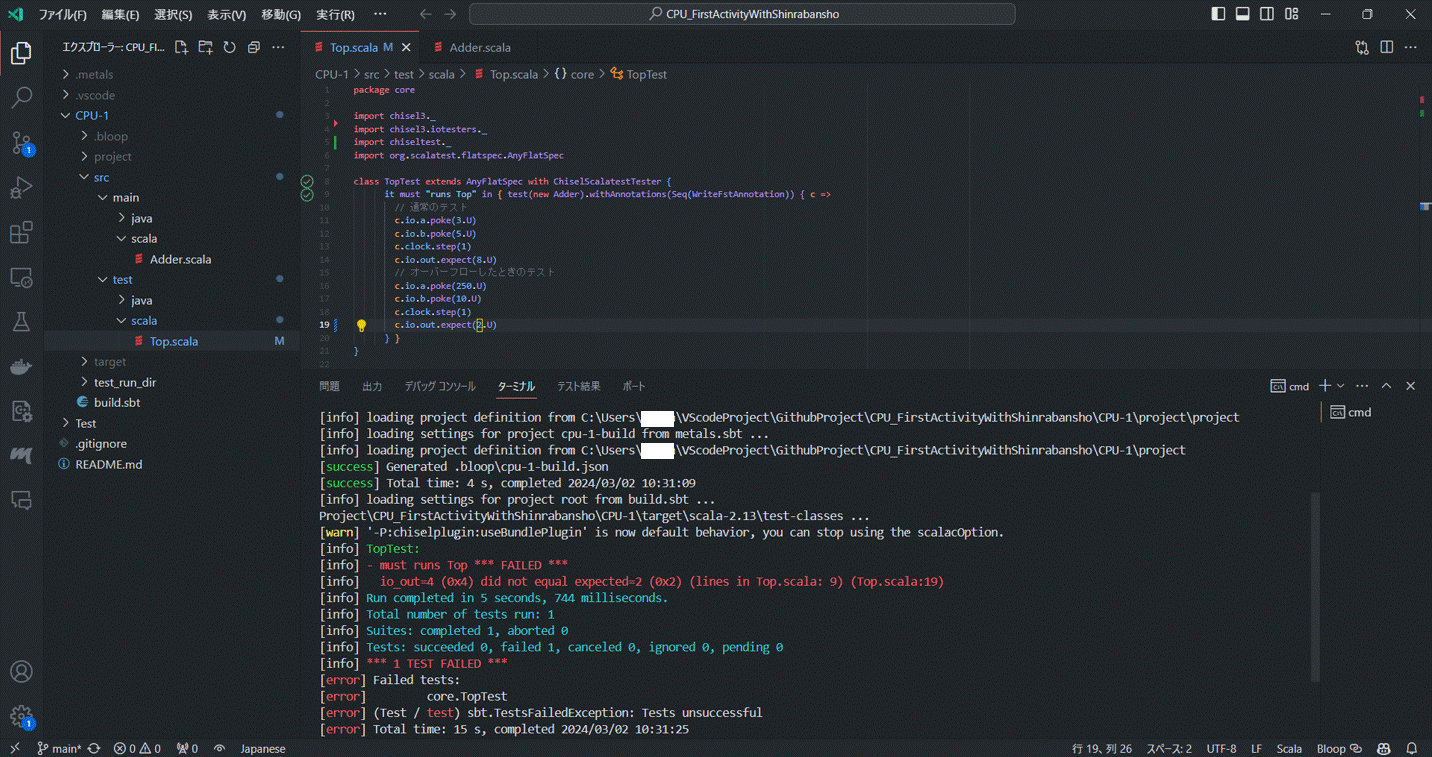 ファイル(F) 編集(E) 選択(S) 表示(V) 移動(G) 実行(R) ··· CPU_FirstActivityWithShinrabansho
エクスプローラー: CPU_FI... ···
.metals
.vscode
CPU-1
.bloop
project
src
main
java
scala
Adder.scala
test
java
scala
Top.scala M
target
test_run_dir
build.sbt
Test
.gitignore
README.md
1
1
Top.scala M Adder.scala
CPU-1 > src > test > scala > Top.scala > {} core > TopTest
1 package core
2
3 import chisel3._
4 import chisel3.iotesters._
5 import chiseltest._
6 import org.scalatest.flatspec.AnyFlatSpec
7
8 class TopTest extends AnyFlatSpec with ChiselScalatestTester {
9 it must "runs Top" in { test(new Adder).withAnnotations(Seq(WriteFstAnnotation)) { c =>
10 // 通常のテスト
11 c.io.a.poke(3.U)
12 c.io.b.poke(5.U)
13 c.clock.step(1)
14 c.io.out.expect(8.U)
15 // オーバーフローしたときのテスト
16 c.io.a.poke(250.U)
17 c.io.b.poke(10.U)
18 c.clock.step(1)
19 c.io.out.expect(2.U)
20 } }
21 }
22
問題 出力 デバッグ コンソール ターミナル テスト結果 ポート cmd ···
cmd
[info] loading project definition from C:\Users\ \VScodeProject\GithubProject\CPU_FirstActivityWithShinrabansho\CPU-1\project\project
[info] loading settings for project cpu-1-build from metals.sbt ...
[info] loading project definition from C:\Users\ \VScodeProject\GithubProject\CPU_FirstActivityWithShinrabansho\CPU-1\project
[success] Generated .bloop\cpu-1-build.json
[success] Total time: 4 s, completed 2024/03/02 10:31:09
[info] loading settings for project root from build.sbt ...
Project\CPU_FirstActivityWithShinrabansho\CPU-1\target\scala-2.13\test-classes ...
[warn] '-P:chiselplugin:useBundlePlugin' is now default behavior, you can stop using the scalacOption.
[info] TopTest:
[info] - must runs Top *** FAILED ***
[info] io_out=4 (0x4) did not equal expected=2 (0x2) (lines in Top.scala: 9) (Top.scala:19)
[info] Run completed in 5 seconds, 744 milliseconds.
[info] Total number of tests run: 1
[info] Suites: completed 1, aborted 0
[info] Tests: succeeded 0, failed 1, canceled 0, ignored 0, pending 0
[info] *** 1 TEST FAILED ***
[error] Failed tests:
[error] core.TopTest
[error] (Test / test) sbt.TestsFailedException: Tests unsuccessful
[error] Total time: 15 s, completed 2024/03/02 10:31:25
main* 0 0 0 Japanese 行 19、列 26 スペース: 2 UTF-8 LF Scala Bloop